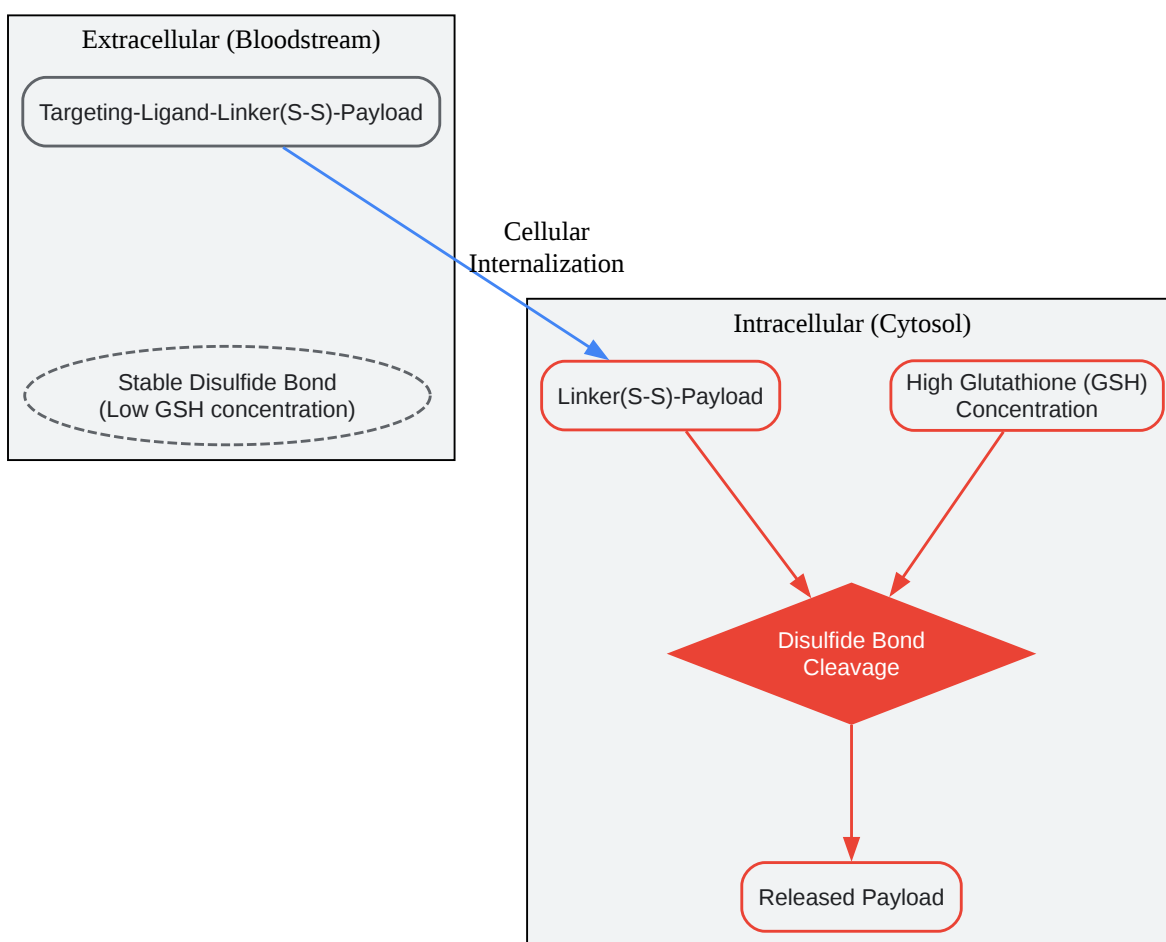 Extracellular (Bloodstream)
Targeting-Ligand-Linker(S-S)-Payload
Stable Disulfide Bond
(Low GSH concentration)
Cellular
Internalization
Intracellular (Cytosol)
Linker(S-S)-Payload
High Glutathione (GSH)
Concentration
Disulfide Bond
Cleavage
Released Payload